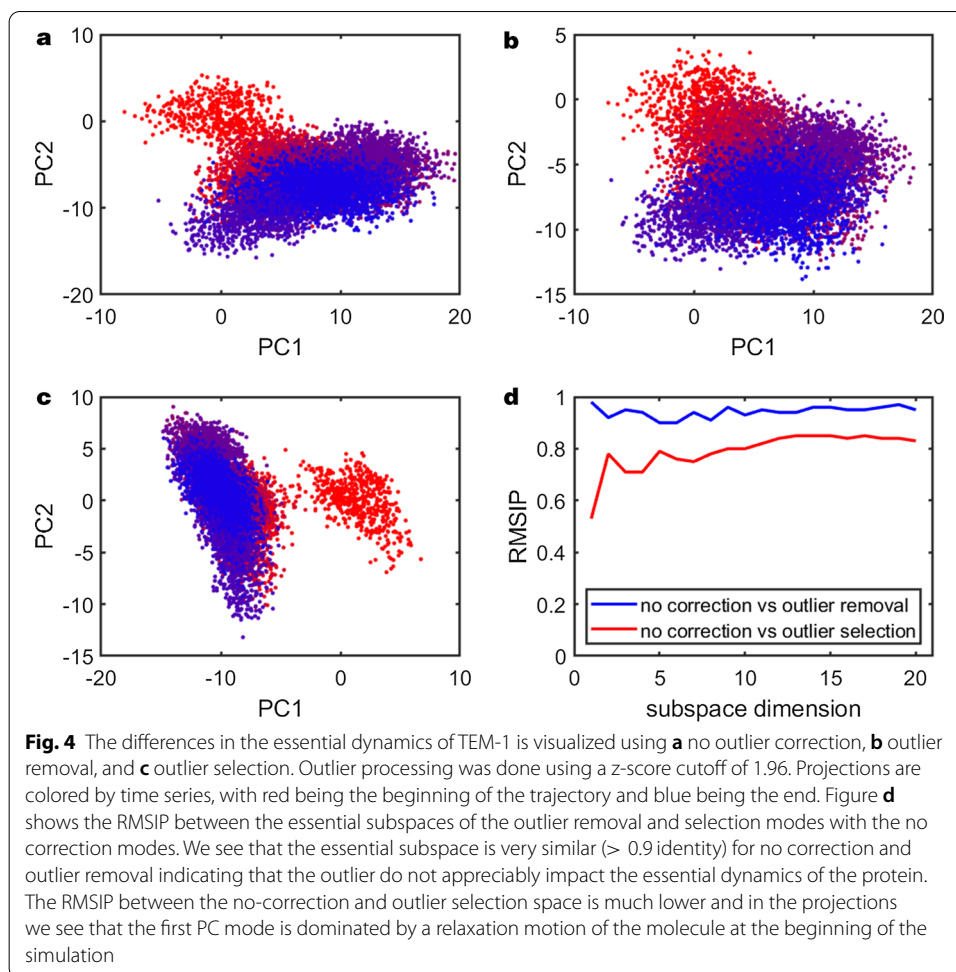 a
10
0
-10
-20
PC2
-10 0 10 20
PC1
b
5
0
-5
-10
-15
PC2
-10 0 10 20
PC1
c
10
5
0
-5
-10
-15
PC2
-20 -10 0 10
PC1
d
1
0.8
0.6
0.4
0.2
0
RMSIP
no correction vs outlier removal
no correction vs outlier selection
0 5 10 15 20
subspace dimension
Fig. 4 The differences in the essential dynamics of TEM-1 is visualized using a no outlier correction, b outlier
removal, and c outlier selection. Outlier processing was done using a z-score cutoff of 1.96. Projections are
colored by time series, with red being the beginning of the trajectory and blue being the end. Figure d
shows the RMSIP between the essential subspaces of the outlier removal and selection modes with the no
correction modes. We see that the essential subspace is very similar (> 0.9 identity) for no correction and
outlier removal indicating that the outlier do not appreciably impact the essential dynamics of the protein.
The RMSIP between the no-correction and outlier selection space is much lower and in the projections
we see that the first PC mode is dominated by a relaxation motion of the molecule at the beginning of the
simulation